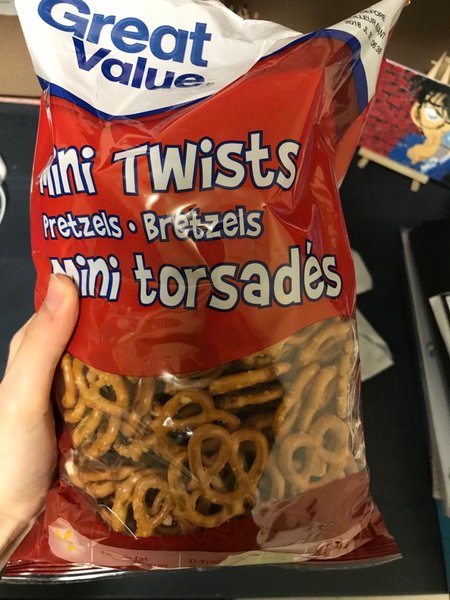 Great
Value
Mini Twists
Pretzels • Bretzels
Mini torsadés